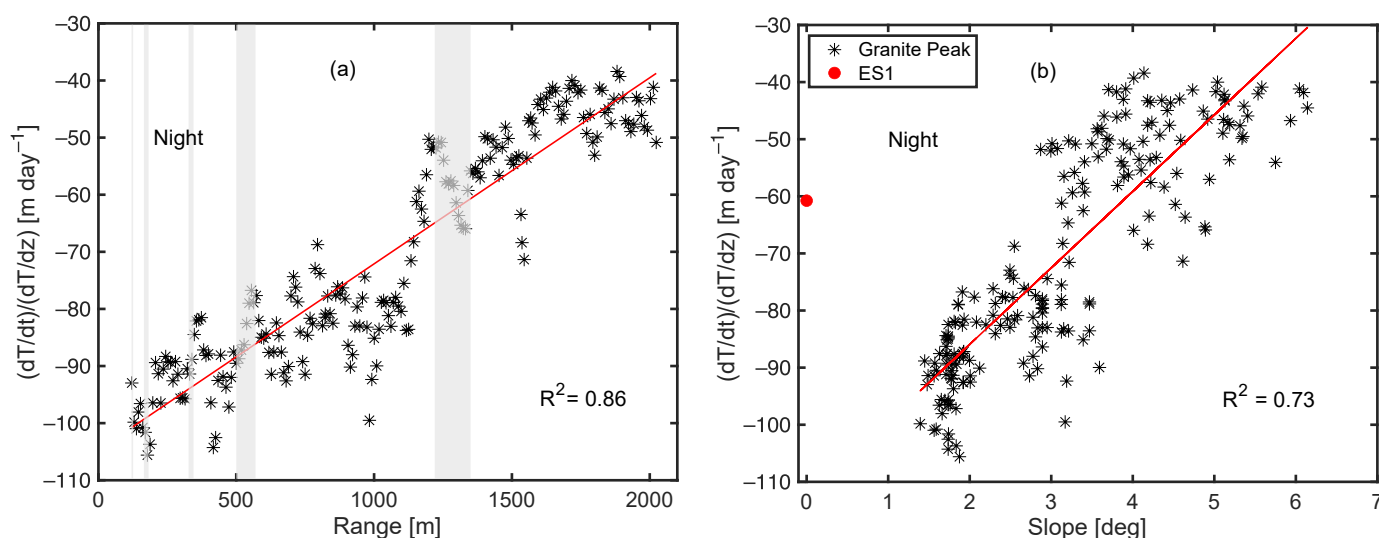 (a)
Night
R² = 0.86
−30
−40
−50
−60
−70
−80
−90
−100
−110
0
500
1000
1500
2000
Range [m]
(dT/dt)/(dT/dz) [m day⁻¹]
Granite Peak
ES1
(b)
Night
R² = 0.73
−30
−40
−50
−60
−70
−80
−90
−100
−110
0
1
2
3
4
5
6
7
Slope [deg]
(dT/dt)/(dT/dz) [m day⁻¹]